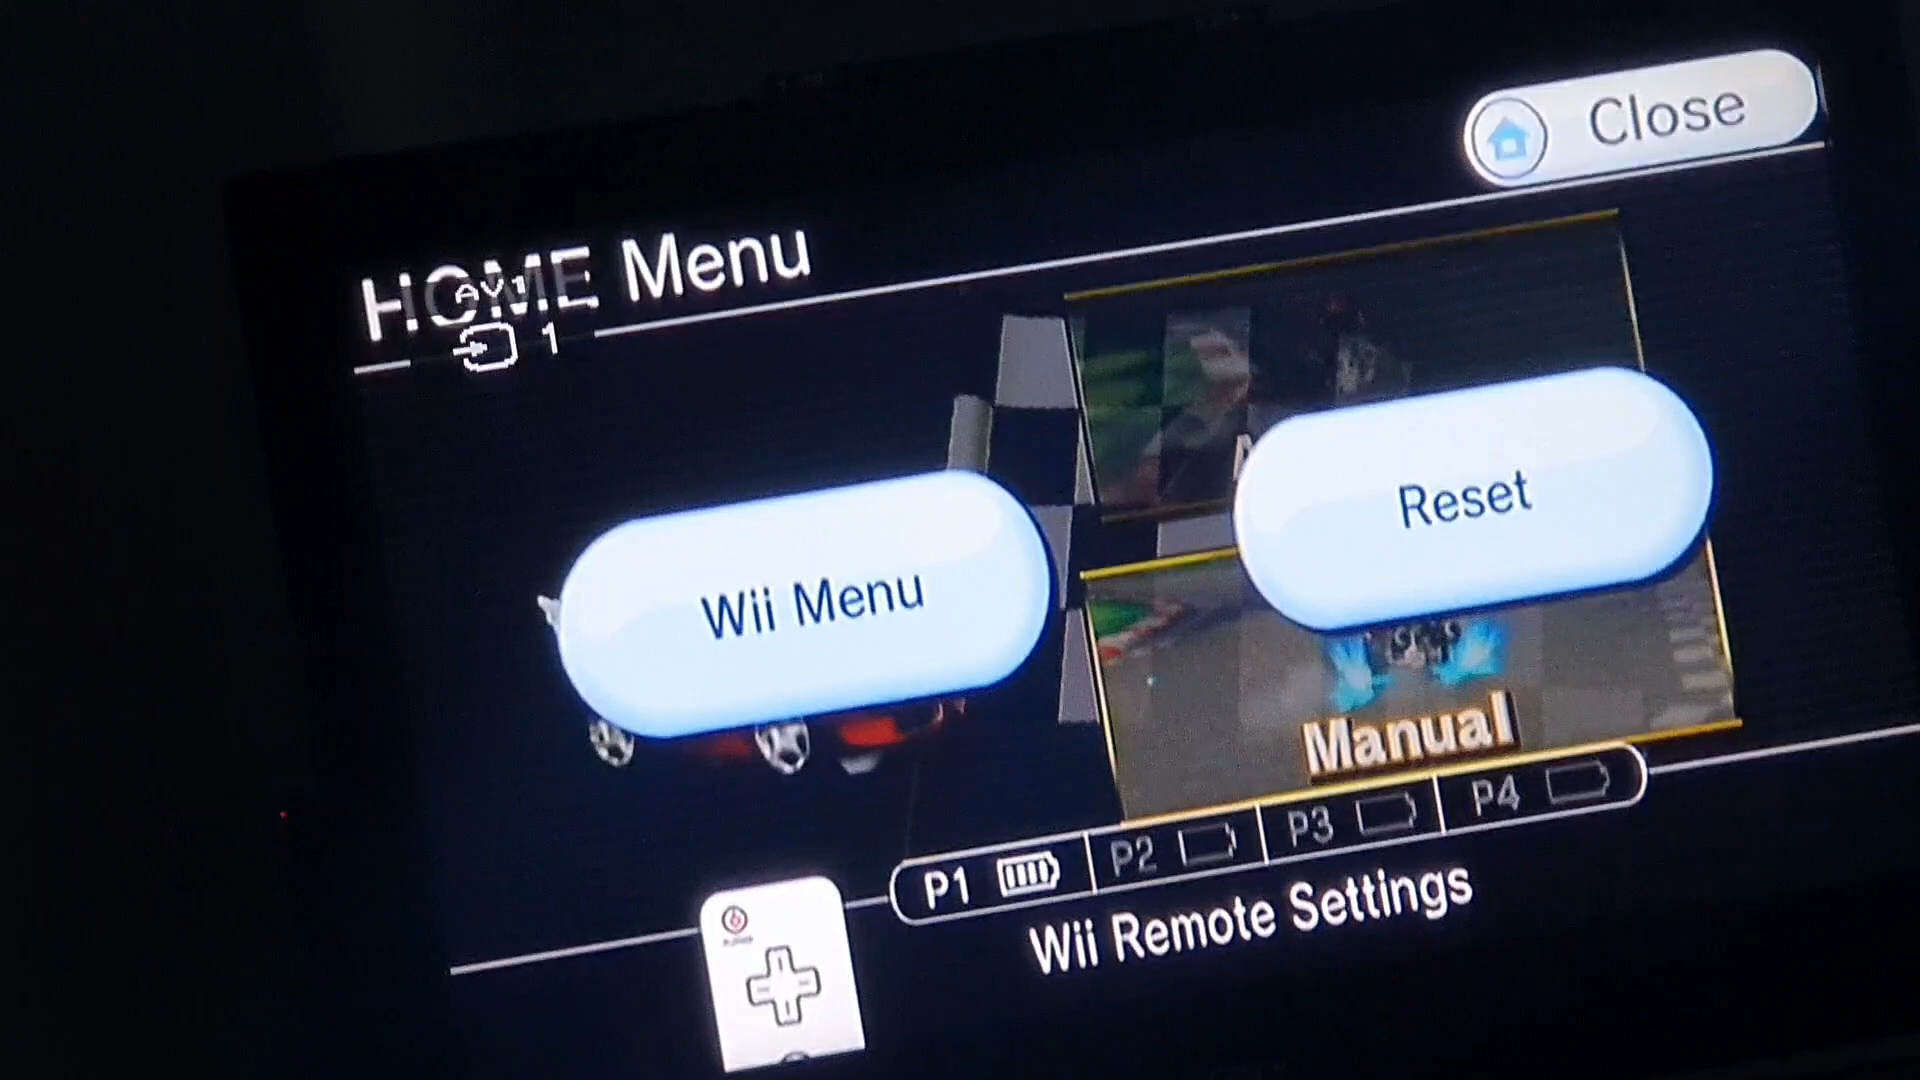 Close
HOME Menu
AV1
1
Reset
Wii Menu
Manual
P1 P2 P3 P4
Wii Remote Settings